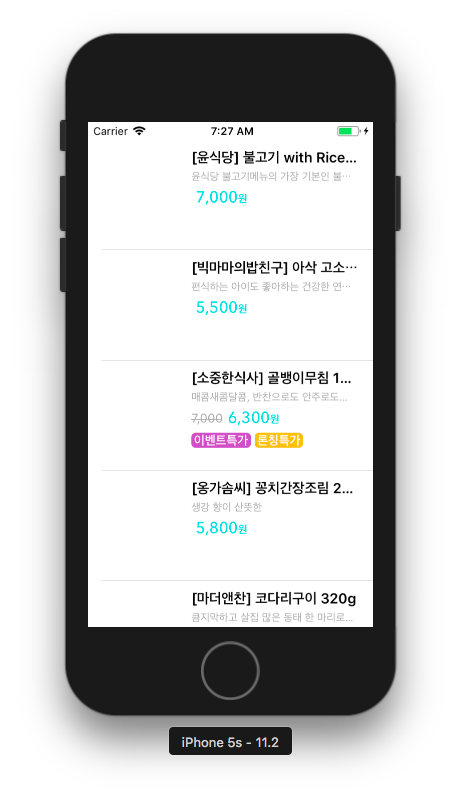 Carrier 7:27 AM
[윤식당] 불고기 with Rice...
윤식당 불고기메뉴의 가장 기본인 불…
7,000원
[빅마마의밥친구] 아삭 고소…
편식하는 아이도 좋아하는 건강한 연…
5,500원
[소중한식사] 골뱅이무침 1...
매콤새콤달콤, 반찬으로도 안주로도...
7,000 6,300원
이벤트특가 론칭특가
[옹가솜씨] 꽁치간장조림 2...
생강 향이 산뜻한
5,800원
[마더앤찬] 코다리구이 320g
큼지막하고 살집 많은 동태 한 마리로...
iPhone 5s - 11.2